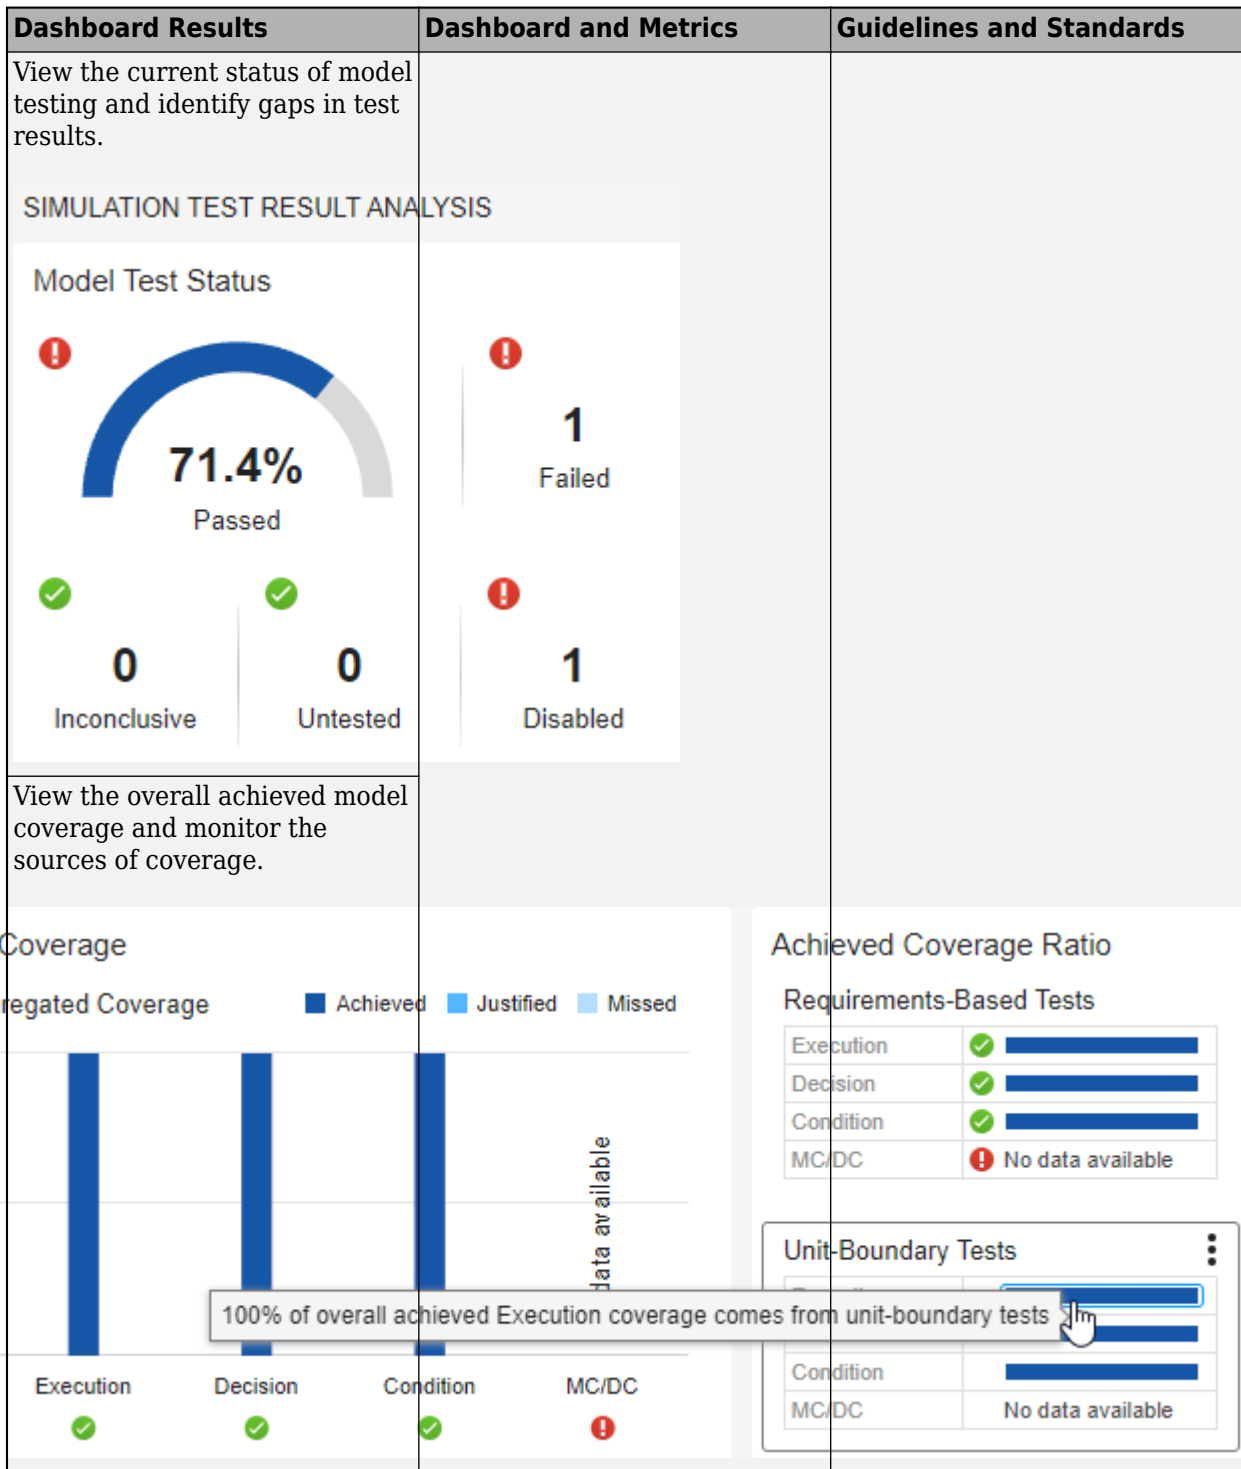 Dashboard Results
Dashboard and Metrics
Guidelines and Standards
View the current status of model
testing and identify gaps in test
results.
SIMULATION TEST RESULT ANALYSIS
Model Test Status
71.4%
Passed
1
Failed
0
Inconclusive
0
Untested
1
Disabled
View the overall achieved model
coverage and monitor the
sources of coverage.
Coverage
regated Coverage
Achieved
Justified
Missed
data available
Execution
Decision
Condition
MC/DC
Achieved Coverage Ratio
Requirements-Based Tests
Execution
Decision
Condition
MC/DC
No data available
Unit-Boundary Tests
100% of overall achieved Execution coverage comes from unit-boundary tests
Condition
MC/DC
No data available